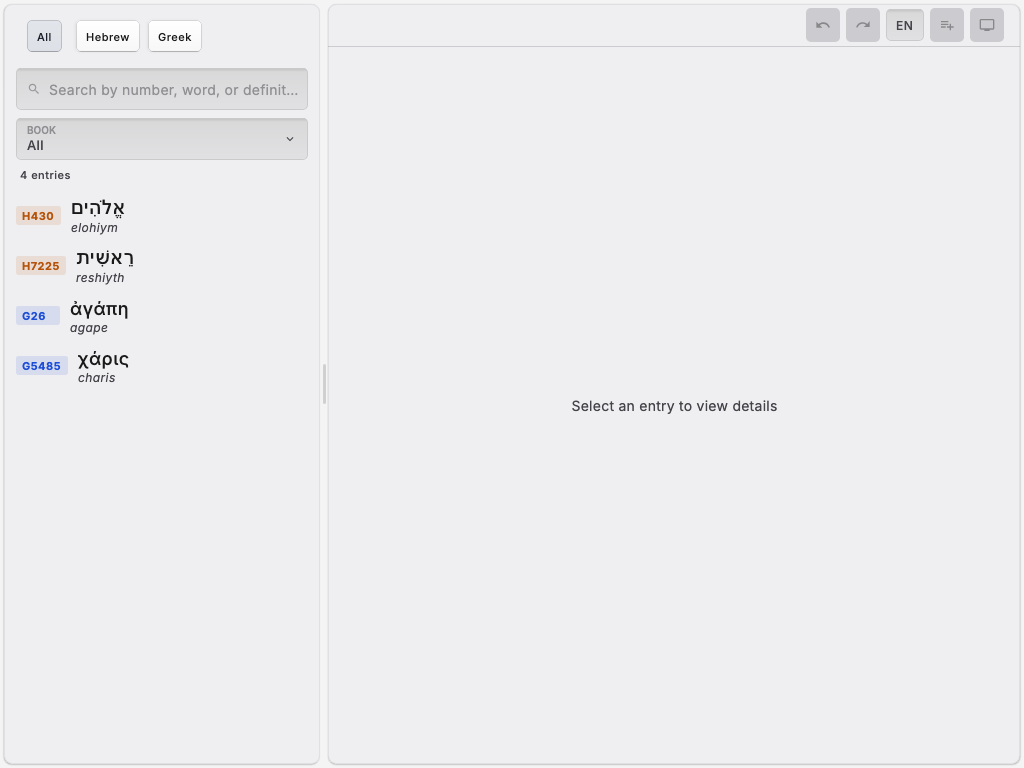 All
Hebrew
Greek
Search by number, word, or definit...
BOOK
All
4 entries
H430
אֱלֹהִים
elohiym
H7225
רֵאשִׁית
reshiyth
G26
ἀγάπη
agape
G5485
χάρις
charis
EN
Select an entry to view details